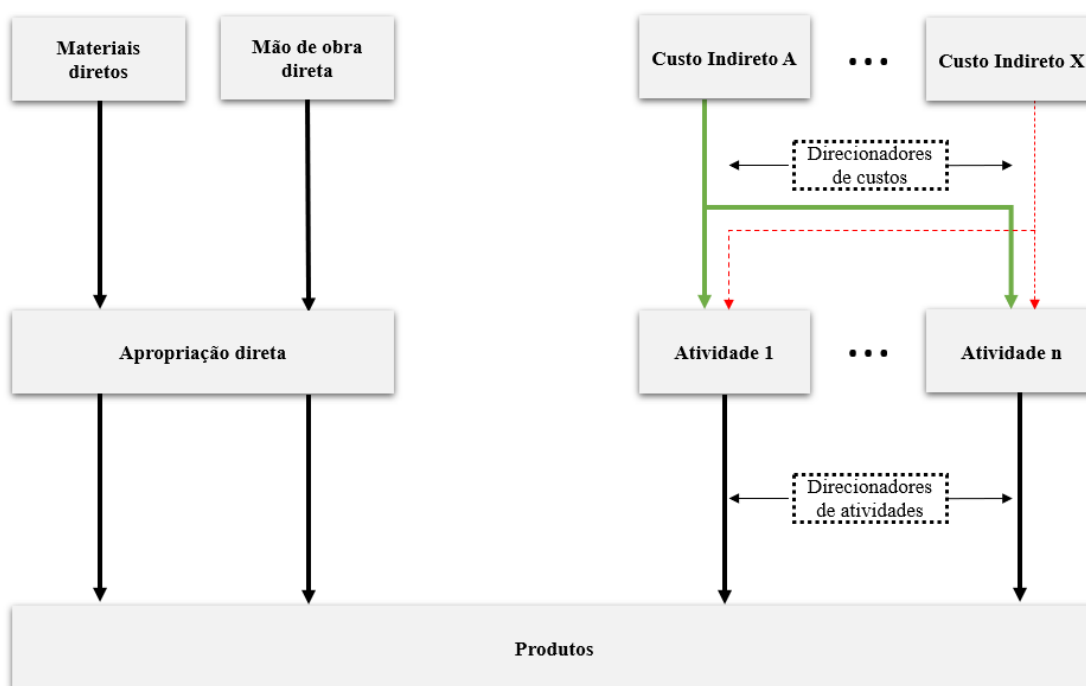 Materiais
diretos
Mão de obra
direta
Custo Indireto A
• • •
Custo Indireto X
Direcionadores
de custos
Apropriação direta
Atividade 1
• • •
Atividade n
Direcionadores
de atividades
Produtos